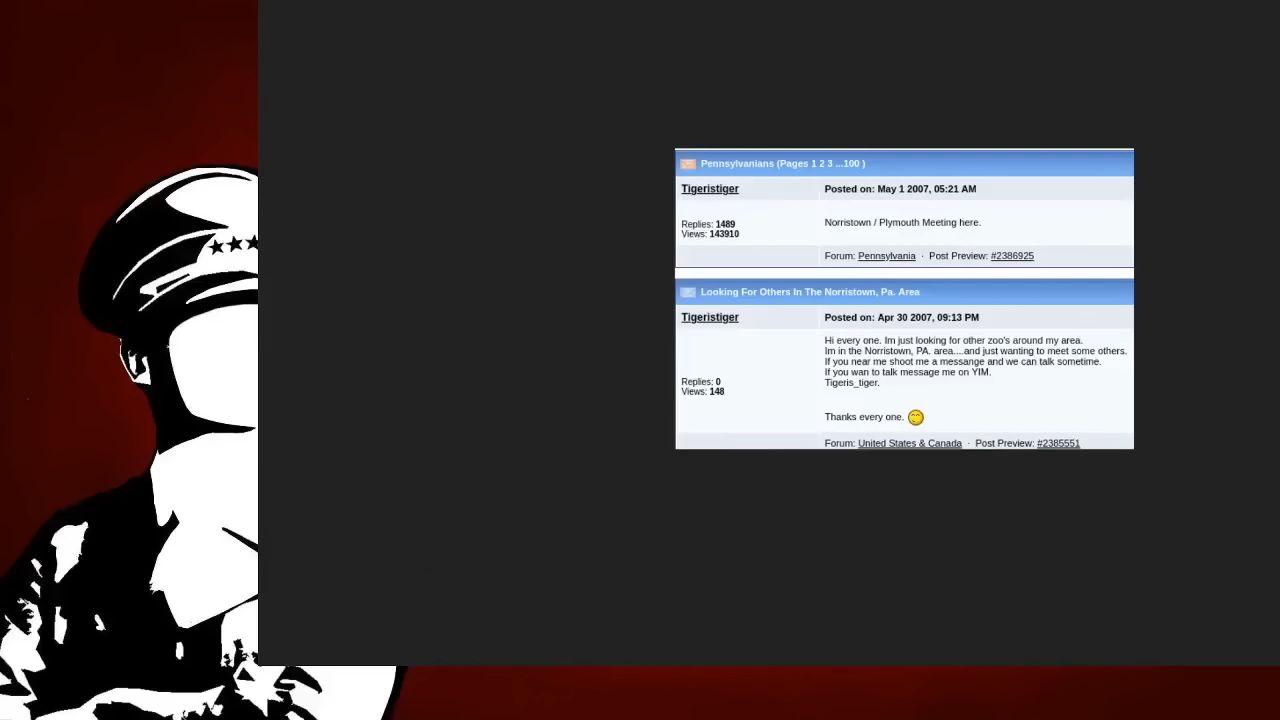 Pennsylvanians (Pages 1 2 3 ...100 )
Tigeristiger
Posted on: May 1 2007, 05:21 AM
Replies: 1489
Views: 143910
Norristown / Plymouth Meeting here.
Forum: Pennsylvania · Post Preview: #2386925
Looking For Others In The Norristown, Pa. Area
Tigeristiger
Posted on: Apr 30 2007, 09:13 PM
Replies: 0
Views: 148
Hi every one. Im just looking for other zoo's around my area.
Im in the Norristown, PA. area....and just wanting to meet some others.
If you near me shoot me a messange and we can talk sometime.
If you wan to talk message me on YIM.
Tigeris_tiger.
Thanks every one.
Forum: United States & Canada · Post Preview: #2385551